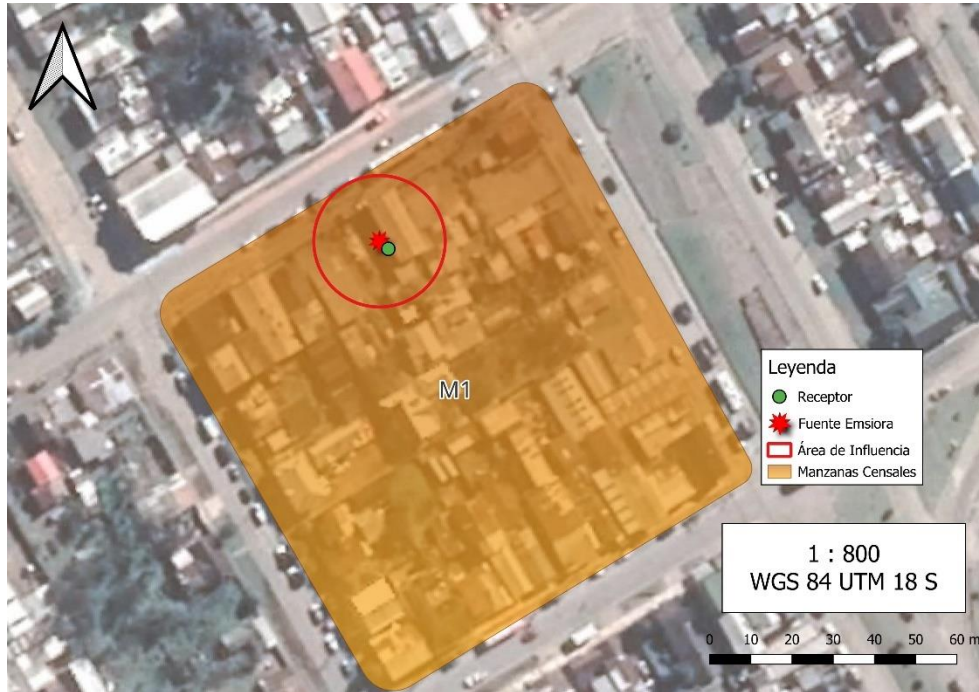 M1
Leyenda
Receptor
Fuente Emsiora
Área de Influencia
Manzanas Censales
1 : 800
WGS 84 UTM 18 S
0 10 20 30 40 50 60 m